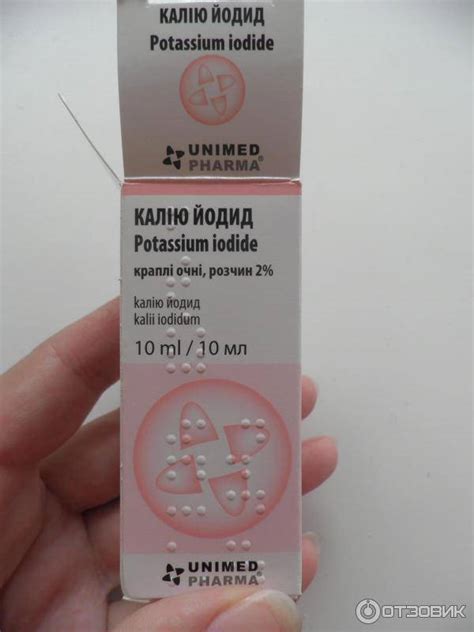 КАЛІЮ ЙОДИД
Potassium iodide
UNIMED
PHARMA®
КАЛІЮ ЙОДИД
Potassium iodide
краплі очні, розчин 2%
калію йодид
kalii iodidum
10 ml / 10 мл
UNIMED
PHARMA®
ОТЗОВИК